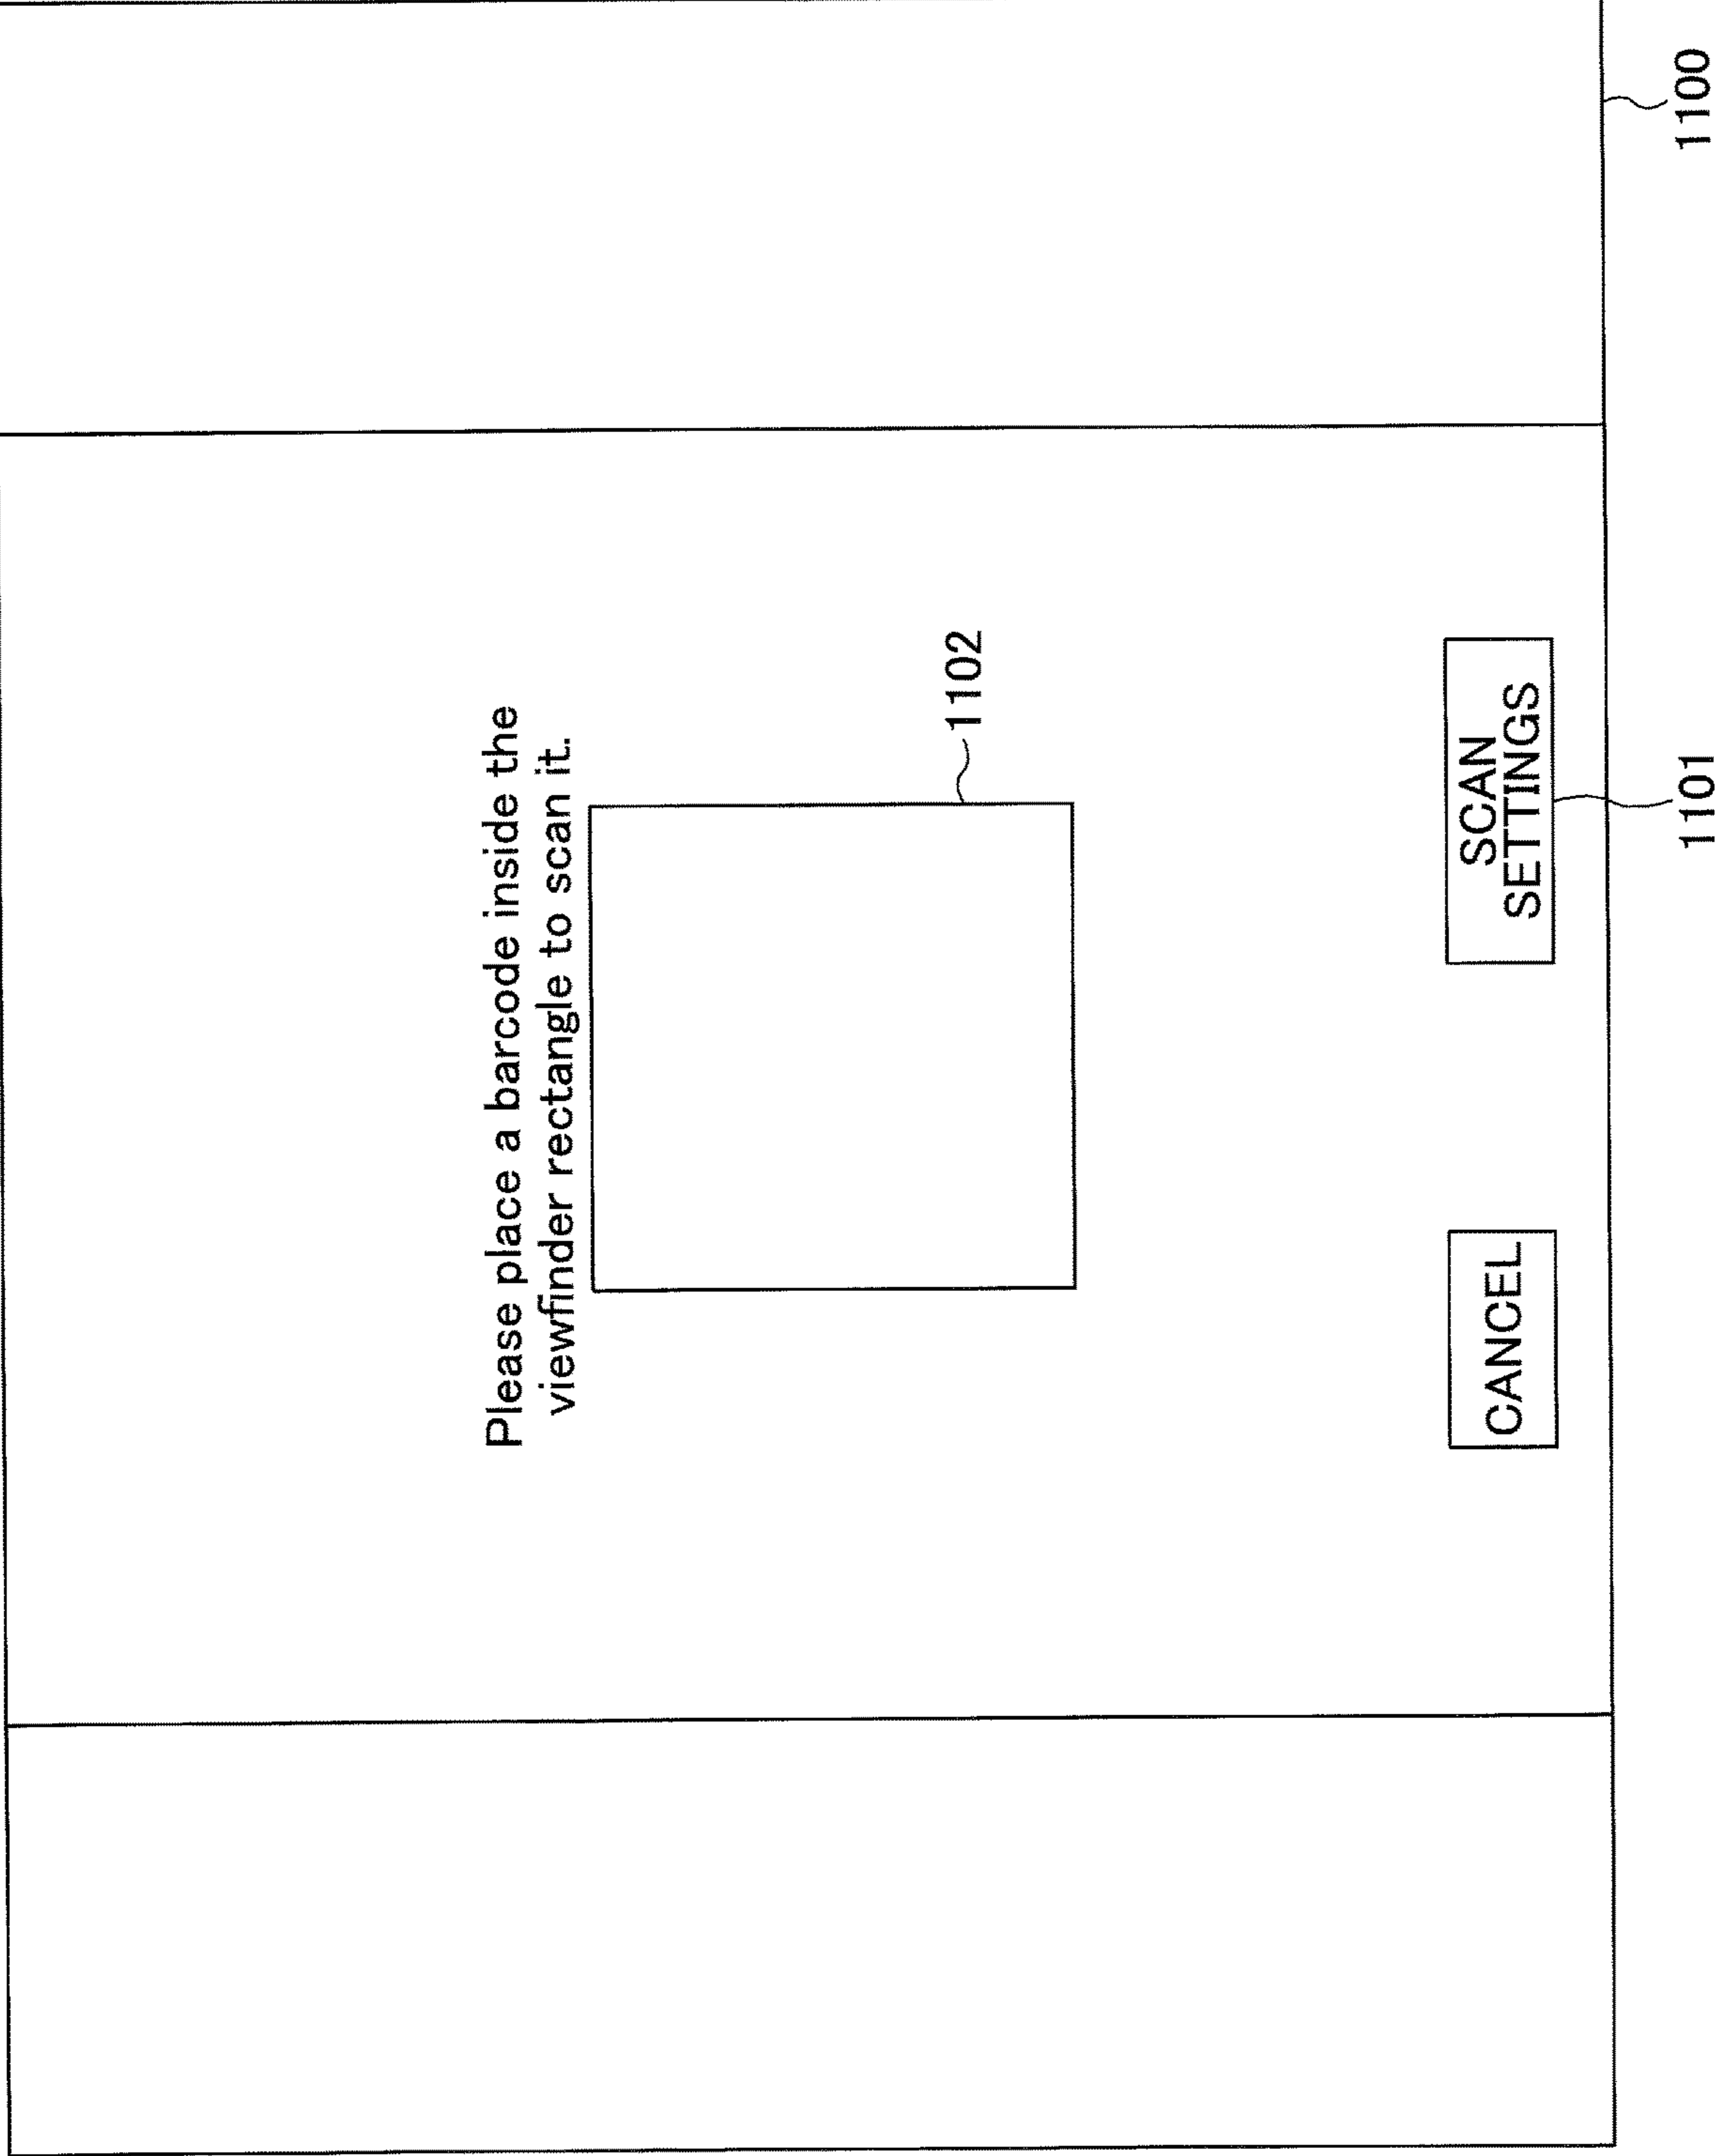 Please place a barcode inside the
viewfinder rectangle to scan it.
1102
CANCEL
SCAN
SETTINGS
1101
1100